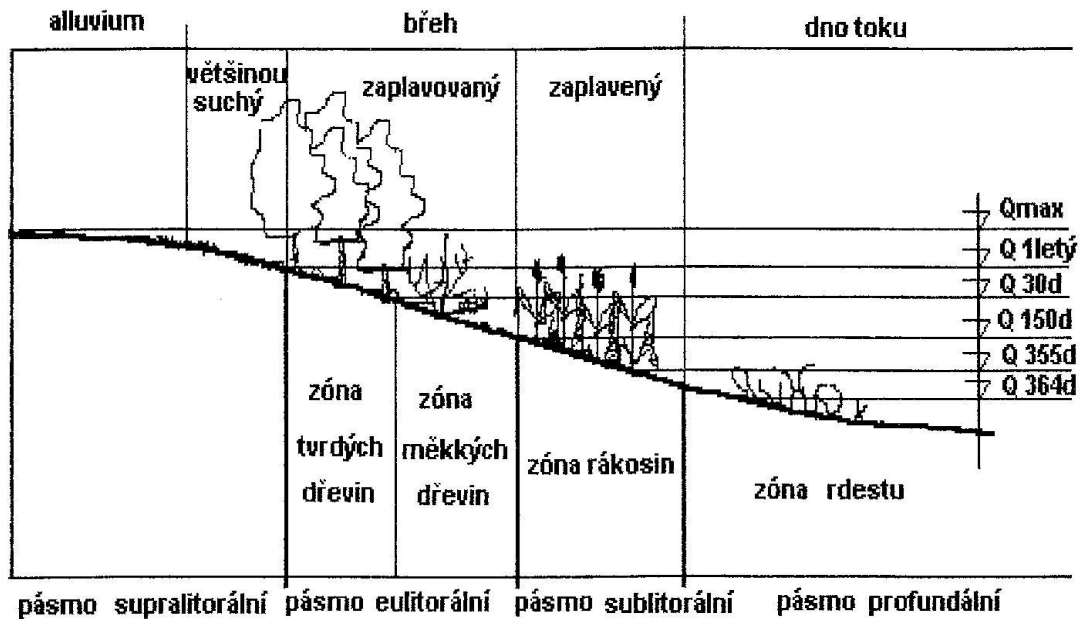 alluvium břeh dno toku
většinou
suchý
zaplavovaný zaplavený
Qmax
Q 1letý
Q 30d
Q 150d
Q 355d
Q 364d
zóna
tvrdých
dřevin
zóna
měkkých
dřevin
zóna rákosin
zóna rdestu
pásmo supralitorální pásmo eulitorální pásmo sublitorální pásmo profundální